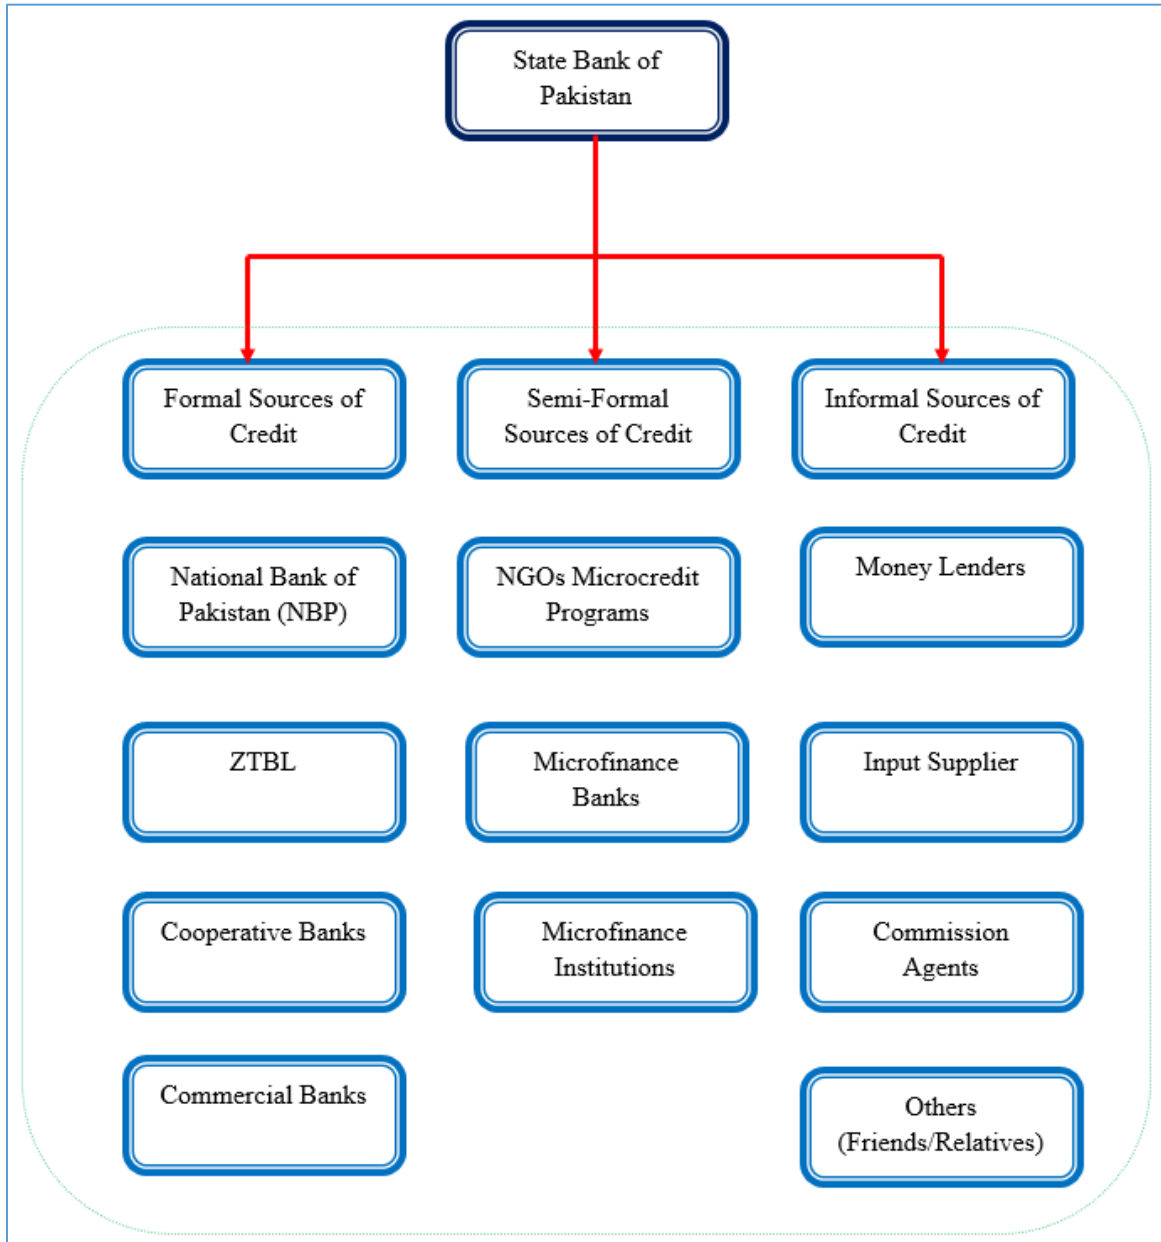 State Bank of
Pakistan
Formal Sources of
Credit
Semi-Formal
Sources of Credit
Informal Sources of
Credit
National Bank of
Pakistan (NBP)
NGOs Microcredit
Programs
Money Lenders
ZTBL
Microfinance
Banks
Input Supplier
Cooperative Banks
Microfinance
Institutions
Commission
Agents
Commercial Banks
Others
(Friends/Relatives)